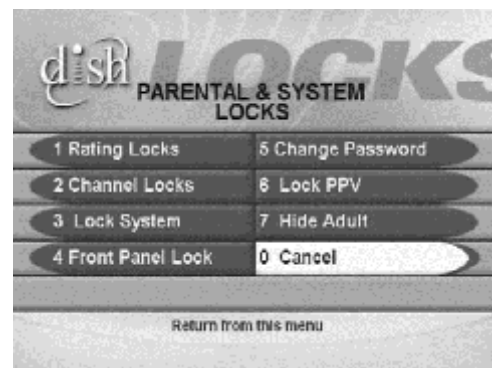 LOCKS
dish
PARENTAL & SYSTEM
LOCKS
1 Rating Locks
5 Change Password
2 Channel Locks
6 Lock PPV
3 Lock System
7 Hide Adult
4 Front Panel Lock
0 Cancel
Return from this menu